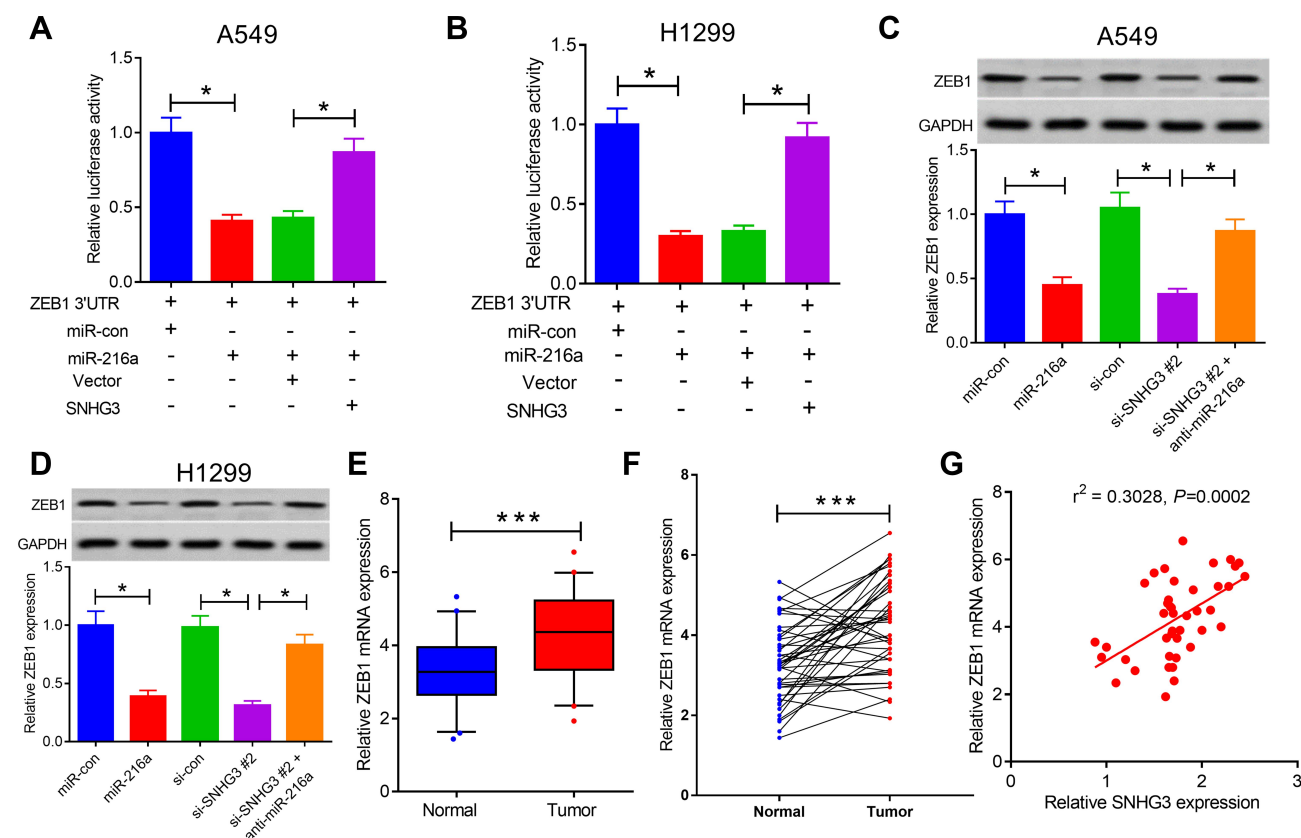 A
A549
Relative luciferase activity
1.5
1.0
0.5
0.0
*
*
ZEB1 3'UTR + + + +
miR-con + - - -
miR-216a - + + +
Vector - - + -
SNHG3 - - - +
B
H1299
Relative luciferase activity
1.5
1.0
0.5
0.0
*
*
ZEB1 3'UTR + + + +
miR-con + - - -
miR-216a - + + +
Vector - - + -
SNHG3 - - - +
C
A549
ZEB1
GAPDH
Relative ZEB1 expression
1.5
1.0
0.5
0.0
*
*
*
miR-con
miR-216a
si-con
si-SNHG3 #2
si-SNHG3 #2 +
anti-miR-216a
D
H1299
ZEB1
GAPDH
Relative ZEB1 expression
1.5
1.0
0.5
0.0
*
*
*
miR-con
miR-216a
si-con
si-SNHG3 #2
si-SNHG3 #2 +
anti-miR-216a
E
Relative ZEB1 mRNA expression
8
6
4
2
0
***
Normal Tumor
F
Relative ZEB1 mRNA expression
8
6
4
2
0
***
Normal Tumor
G
r² = 0.3028, P=0.0002
Relative ZEB1 mRNA expression
8
6
4
2
0
0 1 2 3
Relative SNHG3 expression